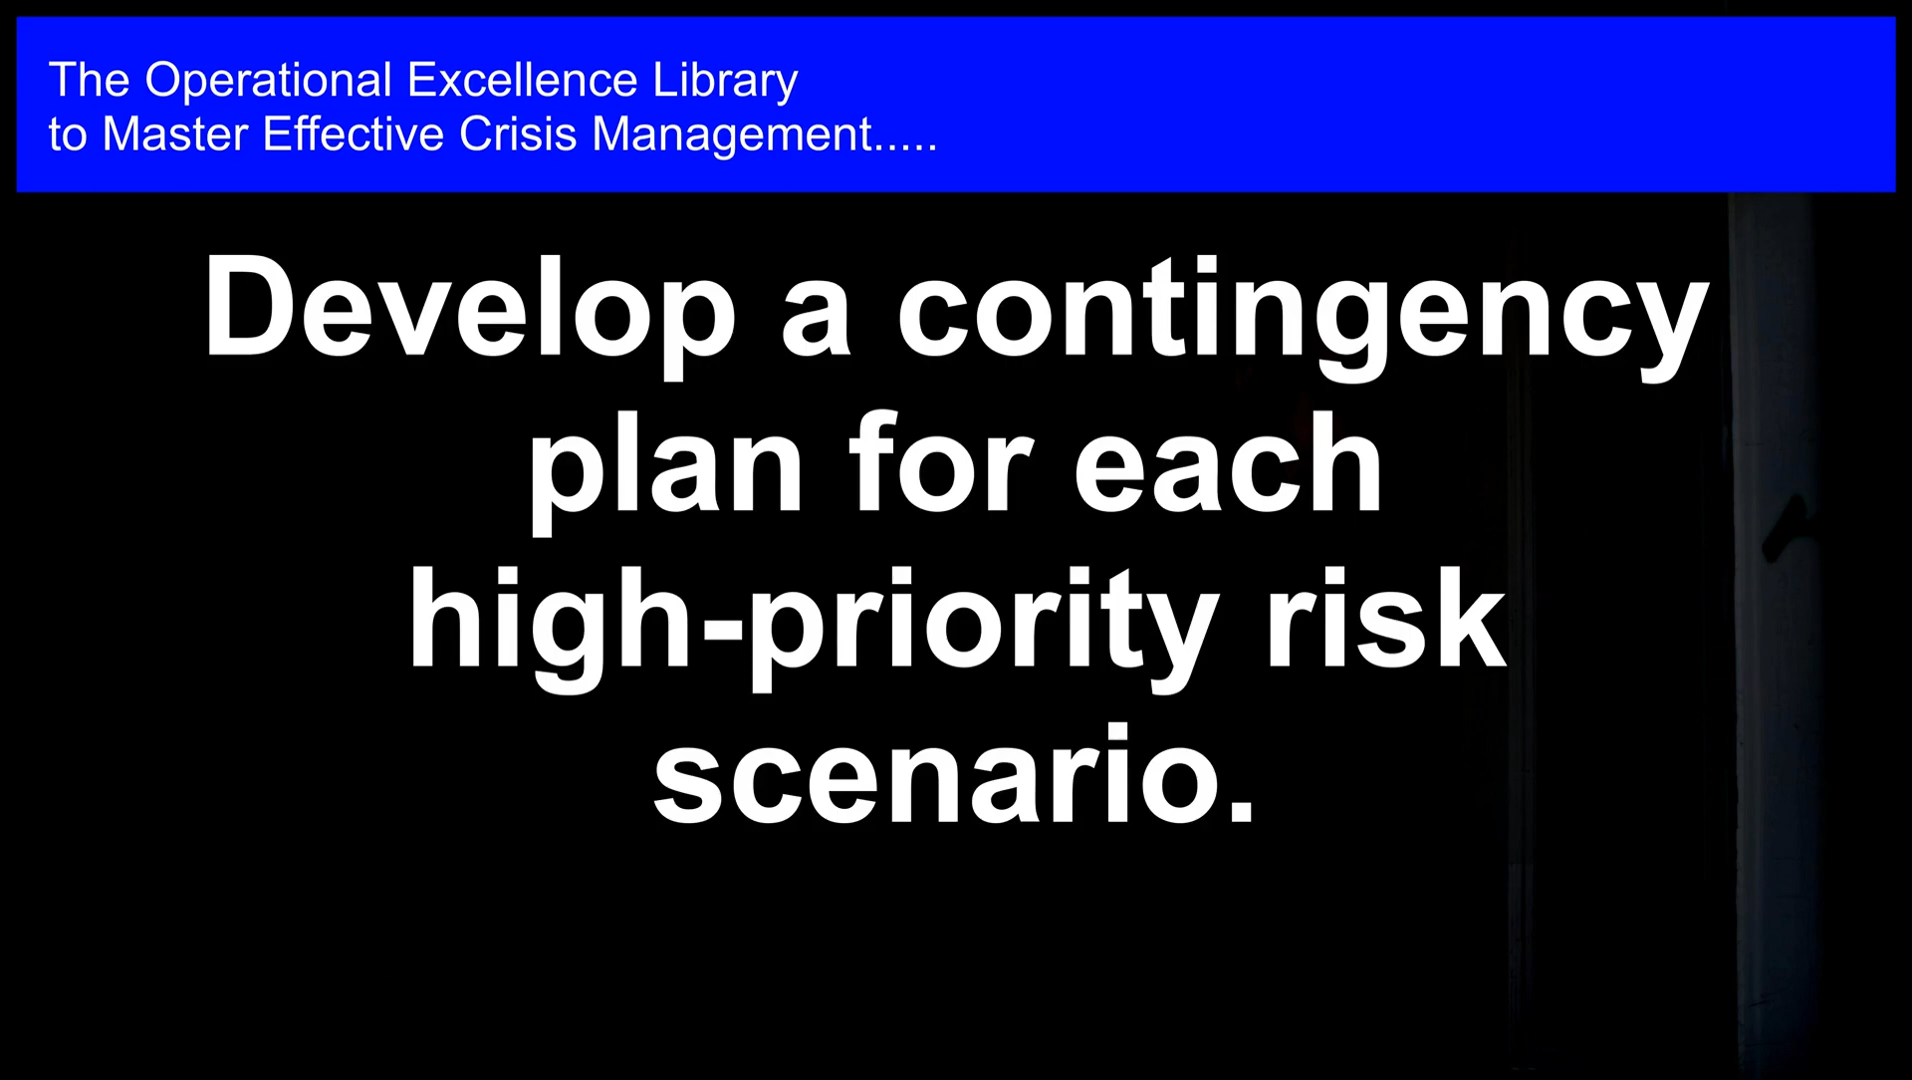 The Operational Excellence Library
to Master Effective Crisis Management.....
Develop a contingency
plan for each
high-priority risk
scenario.